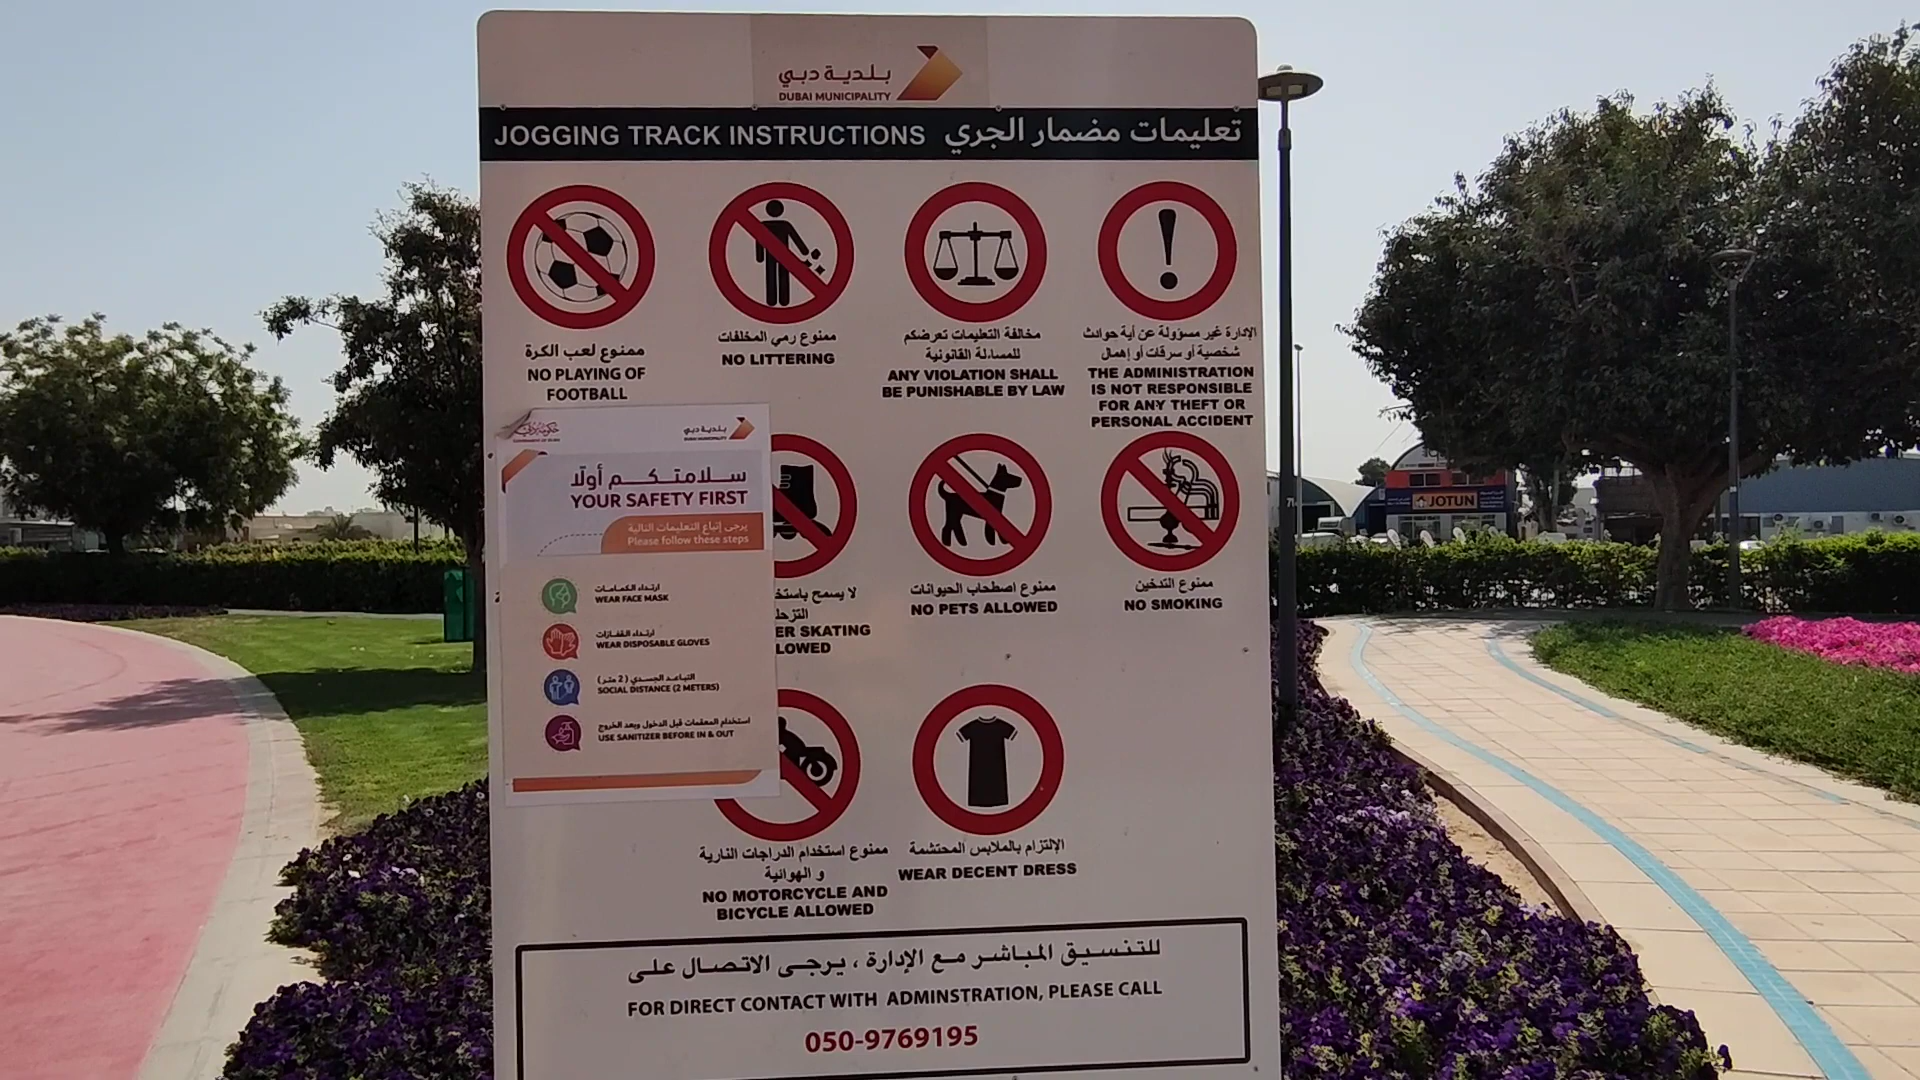 بلدية دبي
DUBAI MUNICIPALITY
JOGGING TRACK INSTRUCTIONS تعليمات مضمار الجري
ممنوع لعب الكرة
NO PLAYING OF
FOOTBALL
ممنوع رمي المخلفات
NO LITTERING
مخالفة التعليمات تعرضكم
للمساءلة القانونية
ANY VIOLATION SHALL
BE PUNISHABLE BY LAW
الإدارة غير مسؤولة عن أية حوادث
شخصية أو سرقات أو إهمال
THE ADMINISTRATION
IS NOT RESPONSIBLE
FOR ANY THEFT OR
PERSONAL ACCIDENT
بلدية دبي
DUBAI MUNICIPALITY
سلامتكم أولًا
YOUR SAFETY FIRST
يرجى إتباع التعليمات التالية
Please follow these steps
ارتداء الكمامات
WEAR FACE MASK
ارتداء القفازات
WEAR DISPOSABLE GLOVES
التباعد الجسدي (2 متر)
SOCIAL DISTANCE (2 METERS)
استخدام المعقمات قبل الدخول وبعد الخروج
USE SANITIZER BEFORE IN & OUT
لا يسمح باستخ
التزحل
ER SKATING
LOWED
ممنوع اصطحاب الحيوانات
NO PETS ALLOWED
ممنوع التدخين
NO SMOKING
ممنوع استخدام الدراجات النارية
و الهوائية
NO MOTORCYCLE AND
BICYCLE ALLOWED
الإلتزام بالملابس المحتشمة
WEAR DECENT DRESS
للتنسيق المباشر مع الإدارة ، يرجى الاتصال على
FOR DIRECT CONTACT WITH ADMINSTRATION, PLEASE CALL
050-9769195
JOTUN